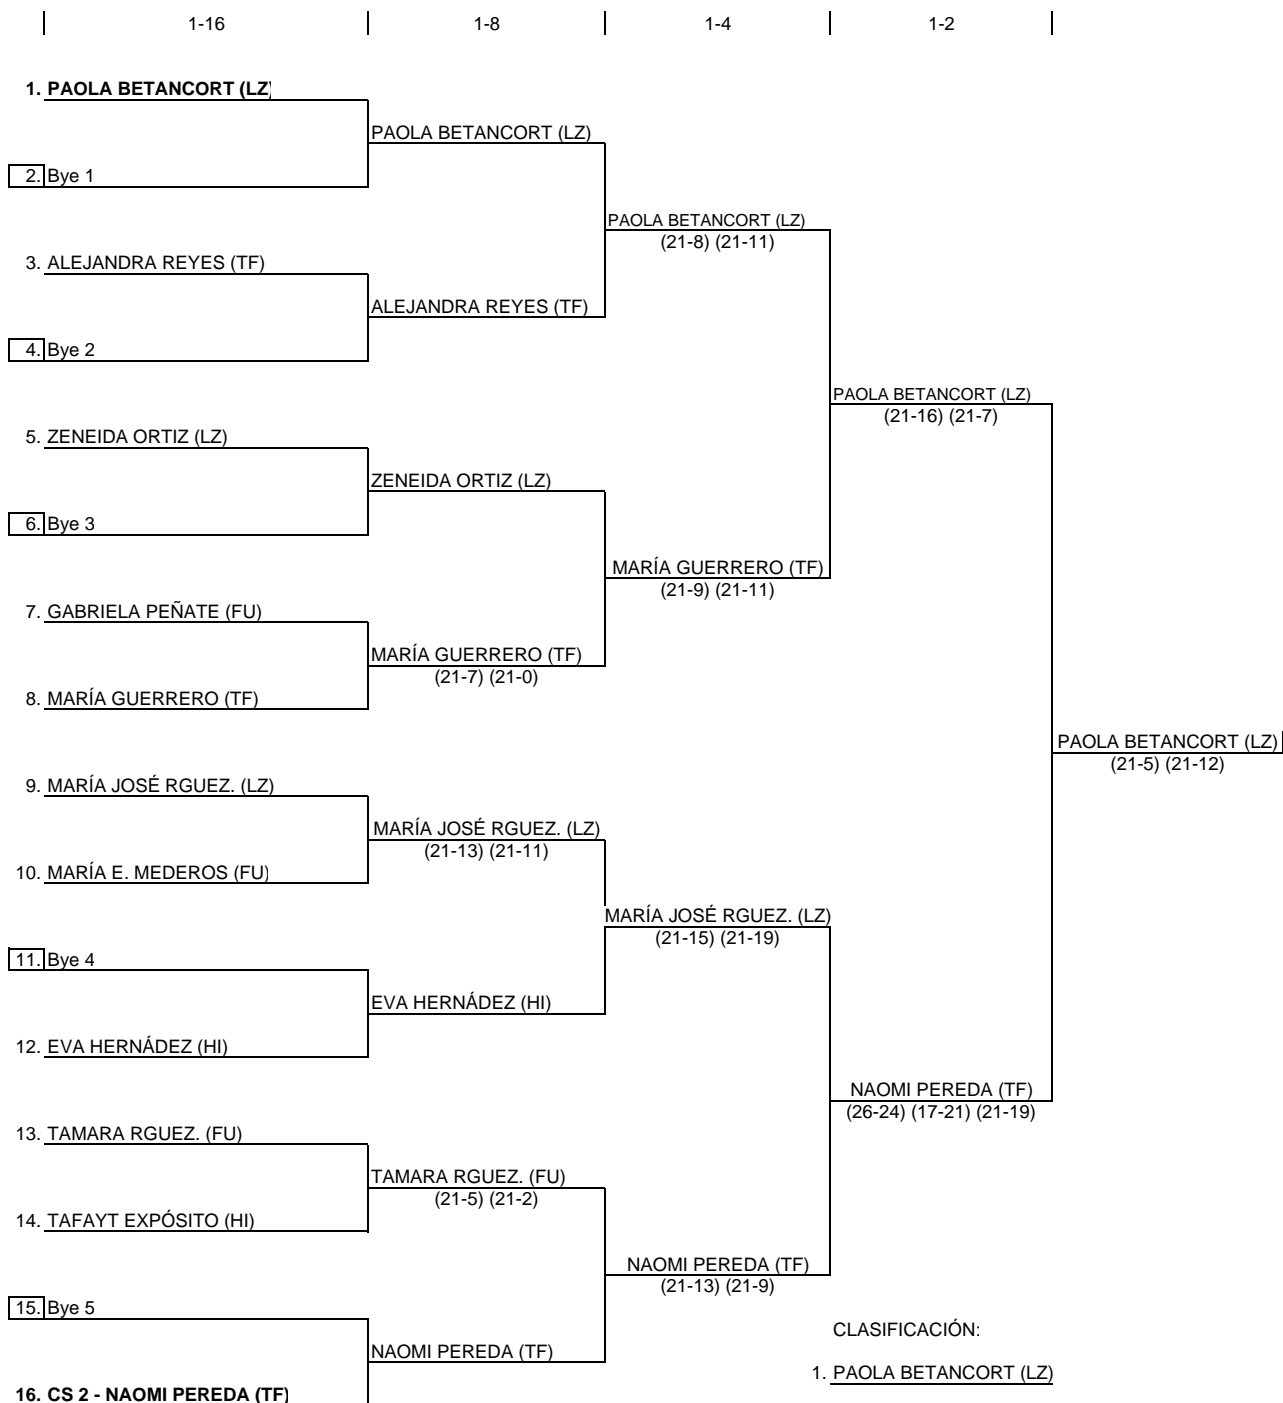 1-16 1-8 1-4 1-2
1. PAOLA BETANCORT (LZ)
PAOLA BETANCORT (LZ)
2. Bye 1
PAOLA BETANCORT (LZ)
(21-8) (21-11)
3. ALEJANDRA REYES (TF)
ALEJANDRA REYES (TF)
4. Bye 2
PAOLA BETANCORT (LZ)
(21-16) (21-7)
5. ZENEIDA ORTIZ (LZ)
ZENEIDA ORTIZ (LZ)
6. Bye 3
MARÍA GUERRERO (TF)
(21-9) (21-11)
7. GABRIELA PEÑATE (FU)
MARÍA GUERRERO (TF)
(21-7) (21-0)
8. MARÍA GUERRERO (TF)
PAOLA BETANCORT (LZ)
(21-5) (21-12)
9. MARÍA JOSÉ RGUEZ. (LZ)
MARÍA JOSÉ RGUEZ. (LZ)
(21-13) (21-11)
10. MARÍA E. MEDEROS (FU)
MARÍA JOSÉ RGUEZ. (LZ)
(21-15) (21-19)
11. Bye 4
EVA HERNÁDEZ (HI)
12. EVA HERNÁDEZ (HI)
NAOMI PEREDA (TF)
(26-24) (17-21) (21-19)
13. TAMARA RGUEZ. (FU)
TAMARA RGUEZ. (FU)
(21-5) (21-2)
14. TAFAYT EXPÓSITO (HI)
NAOMI PEREDA (TF)
(21-13) (21-9)
15. Bye 5
CLASIFICACIÓN:
NAOMI PEREDA (TF)
1. PAOLA BETANCORT (LZ)
16. CS 2 - NAOMI PEREDA (TF)